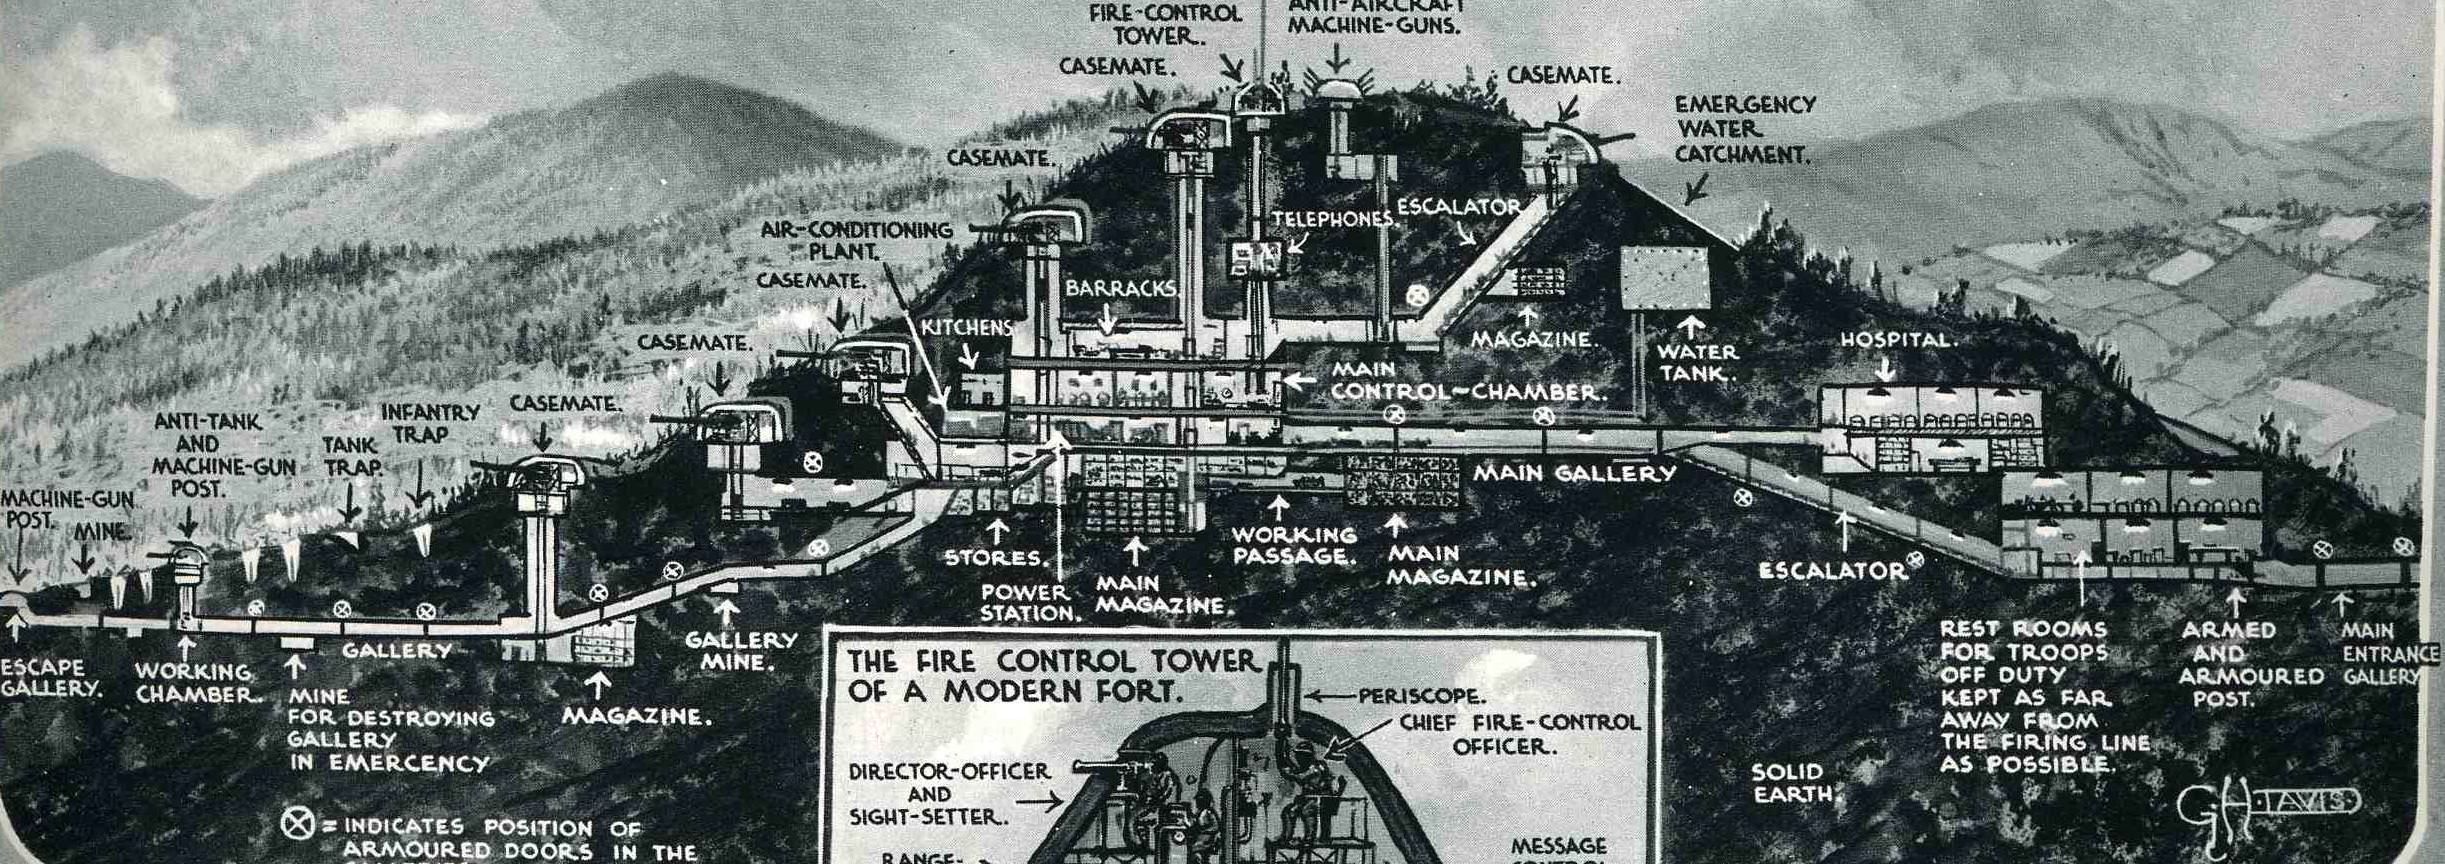 FIRE-CONTROL
TOWER.
ANTI-AIRCRAFT
MACHINE-GUNS.
CASEMATE.
CASEMATE.
EMERGENCY
WATER
CATCHMENT.
CASEMATE.
TELEPHONES.
ESCALATOR
AIR-CONDITIONING
PLANT.
CASEMATE.
BARRACKS.
KITCHENS
MAGAZINE.
WATER
TANK.
HOSPITAL.
CASEMATE.
MAIN
CONTROL-CHAMBER.
CASEMATE.
INFANTRY
TRAP
TANK
TRAP.
ANTI-TANK
AND
MACHINE-GUN
POST.
MACHINE-GUN
POST.
MINE.
MAIN GALLERY
STORES.
POWER
STATION.
MAIN
MAGAZINE.
WORKING
PASSAGE.
MAIN
MAGAZINE.
ESCALATOR
ESCAPE
GALLERY.
WORKING
CHAMBER.
GALLERY
MINE
FOR DESTROYING
GALLERY
IN EMERCENCY
MAGAZINE.
GALLERY
MINE.
REST ROOMS
FOR TROOPS
OFF DUTY
KEPT AS FAR
AWAY FROM
THE FIRING LINE
AS POSSIBLE.
ARMED
AND
ARMOURED
POST.
MAIN
ENTRANCE
GALLERY
THE FIRE CONTROL TOWER
OF A MODERN FORT.
PERISCOPE.
CHIEF FIRE-CONTROL
OFFICER.
DIRECTOR-OFFICER
AND
SIGHT-SETTER.
RANGE-
MESSAGE
SOLID
EARTH.
G.H. DAVIS
⊗ = INDICATES POSITION OF
ARMOURED DOORS IN THE